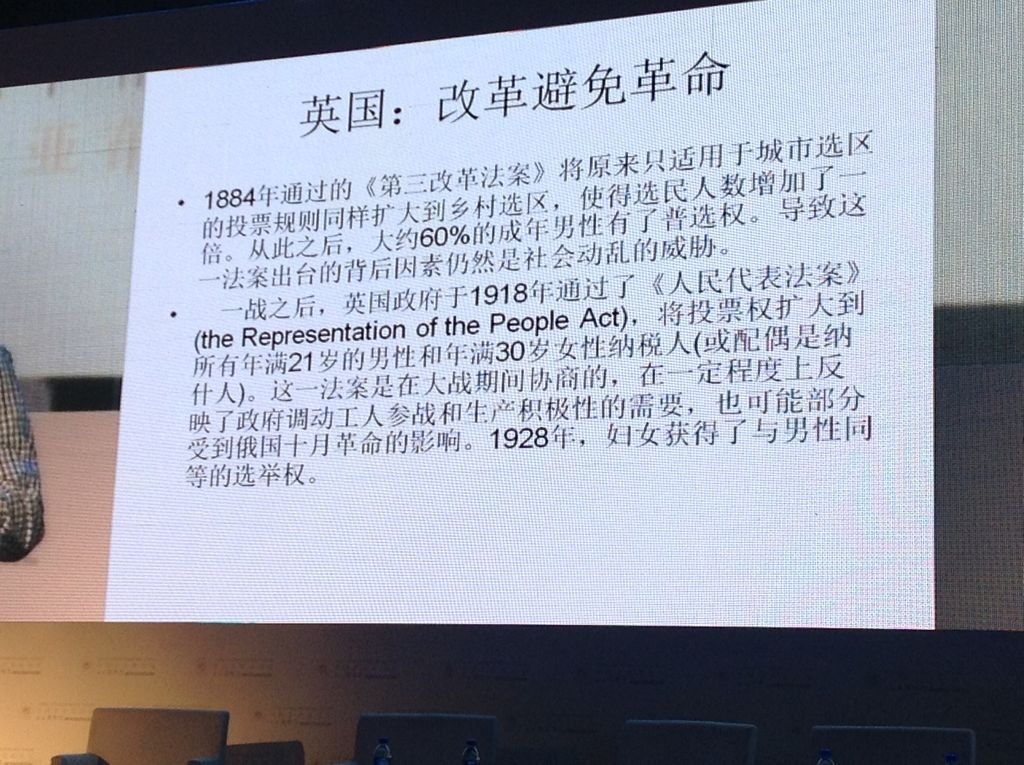 英国：改革避免革命
• 1884年通过的《第三改革法案》将原来只适用于城市选区
的投票规则同样扩大到乡村选区，使得选民人数增加了一
倍。从此之后，大约60%的成年男性有了普选权。导致这
一法案出台的背后因素仍然是社会动乱的威胁。
• 一战之后，英国政府于1918年通过了《人民代表法案》
(the Representation of the People Act)，将投票权扩大到
所有年满21岁的男性和年满30岁女性纳税人(或配偶是纳
什人)。这一法案是在大战期间协商的，在一定程度上反
映了政府调动工人参战和生产积极性的需要，也可能部分
受到俄国十月革命的影响。1928年，妇女获得了与男性同
等的选举权。